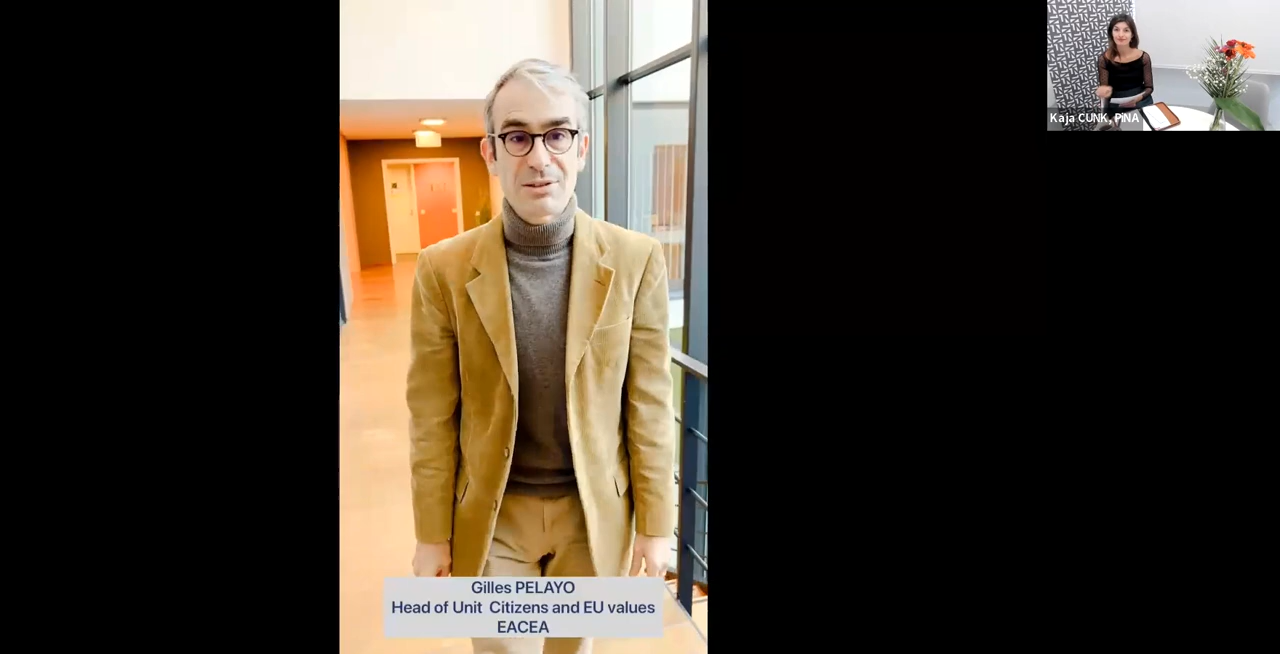 Kaja CUNK, PiNA
Gilles PELAYO
Head of Unit Citizens and EU values
EACEA